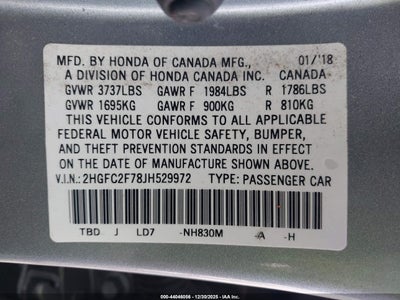 MFD. BY HONDA OF CANADA MFG., 01/'18
A DIVISION OF HONDA CANADA INC. CANADA
GVWR 3737LBS GAWR F 1984LBS R 1786LBS
GVWR 1695KG GAWR F 900KG R 810KG
THIS VEHICLE CONFORMS TO ALL APPLICABLE
FEDERAL MOTOR VEHICLE SAFETY, BUMPER,
AND THEFT PREVENTION STANDARDS IN EFFECT
ON THE DATE OF MANUFACTURE SHOWN ABOVE.
V.I.N.: 2HGFC2F78JH529972 TYPE: PASSENGER CAR
TBD J LD7 -NH830M -A -H
000-44048056 - 12/30/2025 - IAA Holdings, LLC